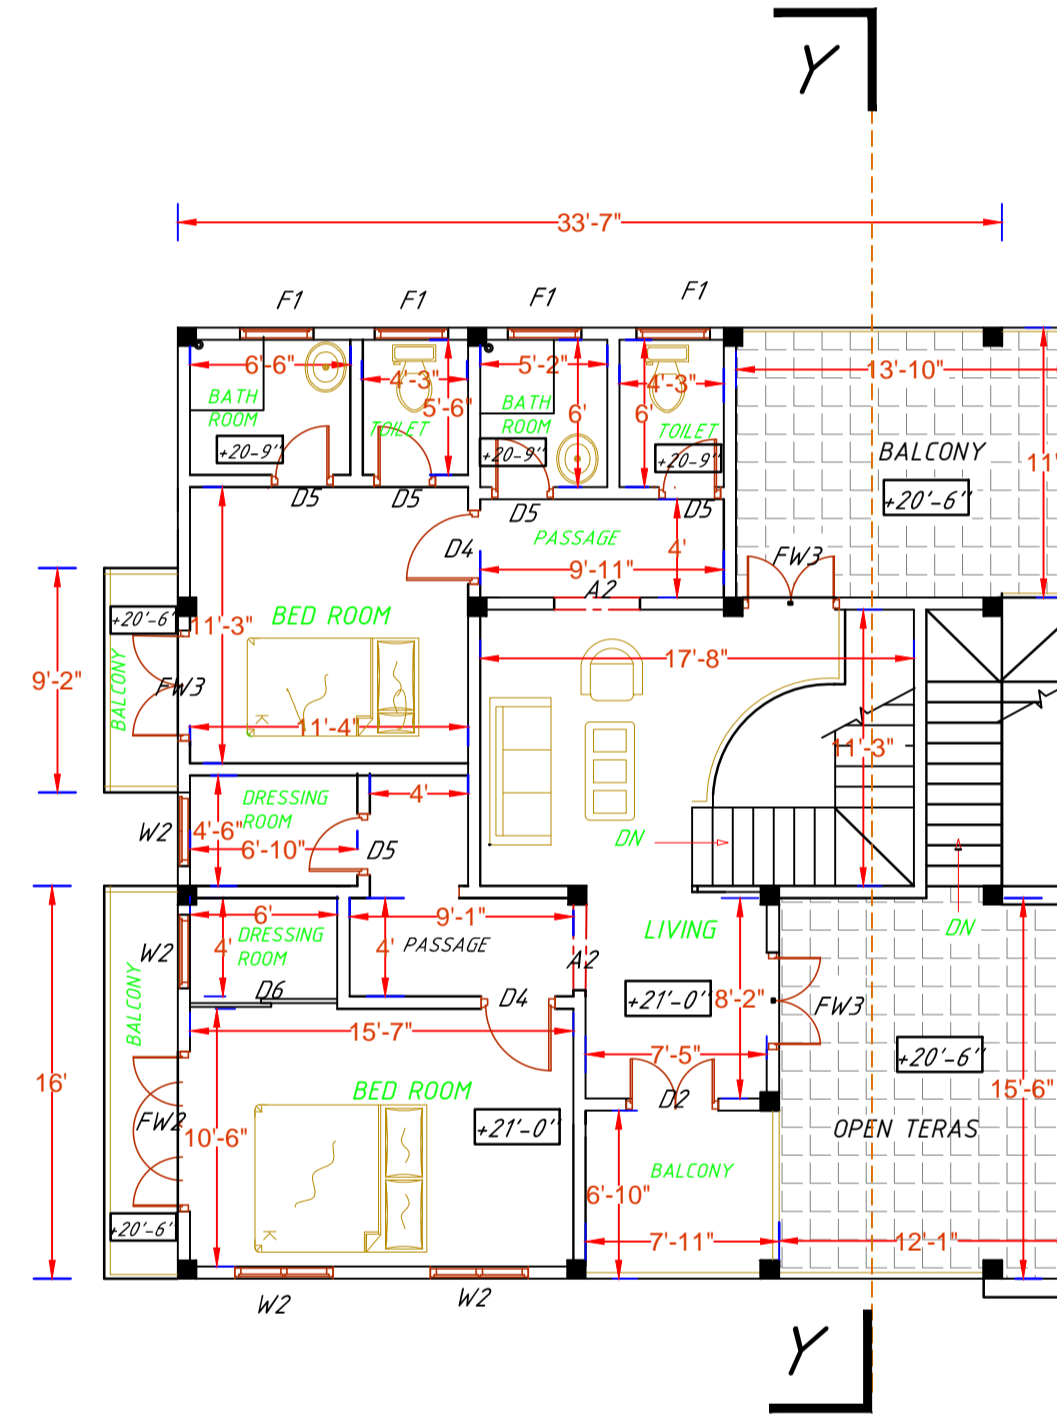 Y
33'-7"
F1
F1
F1
F1
6'-6"
4'-3"
5'-2"
4'-3"
13'-10"
BATH
ROOM
5'-6"
TOILET
BATH
ROOM
6'
6'
TOILET
BALCONY
11'
+20-9"
+20-9"
+20-9"
+20'-6"
D5
D5
D5
D5
PASSAGE
D4
4'
FW3
9'-11"
A2
+20'-6"
11'-3"
BED ROOM
17'-8"
9'-2"
BALCONY
FW3
K
11'-4"
11'-3"
DRESSING
ROOM
4'
W2
4'-6"
6'-10"
D5
DN
6'
9'-1"
LIVING
DN
W2
4'
DRESSING
ROOM
4'
PASSAGE
A2
BALCONY
D6
D4
+21'-0"
8'-2"
FW3
15'-7"
7'-5"
+20'-6"
16'
BED ROOM
D2
15'-6"
FW2
10'-6"
+21'-0"
OPEN TERAS
BALCONY
6'-10"
+20'-6"
K
7'-11"
12'-1"
W2
W2
Y